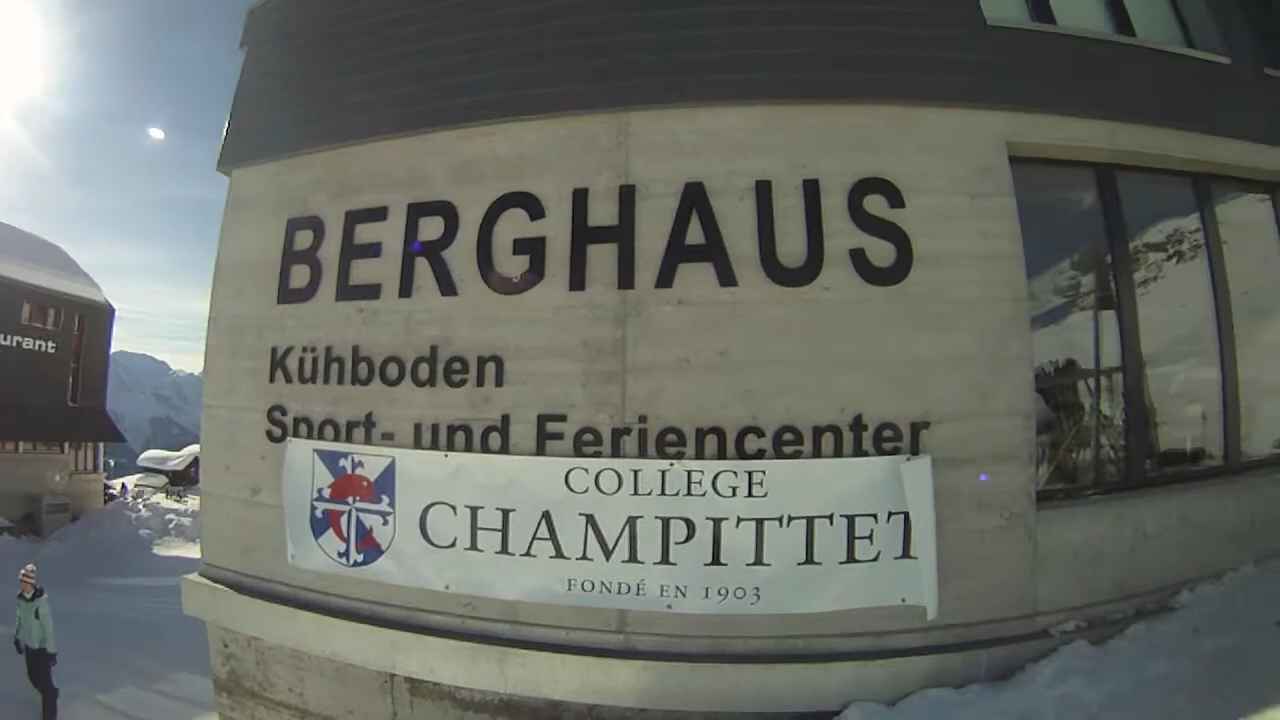 BERGHAUS
Kühboden
Sport- und Feriencenter
urant
COLLEGE
CHAMPITTET
FONDÉ EN 1903